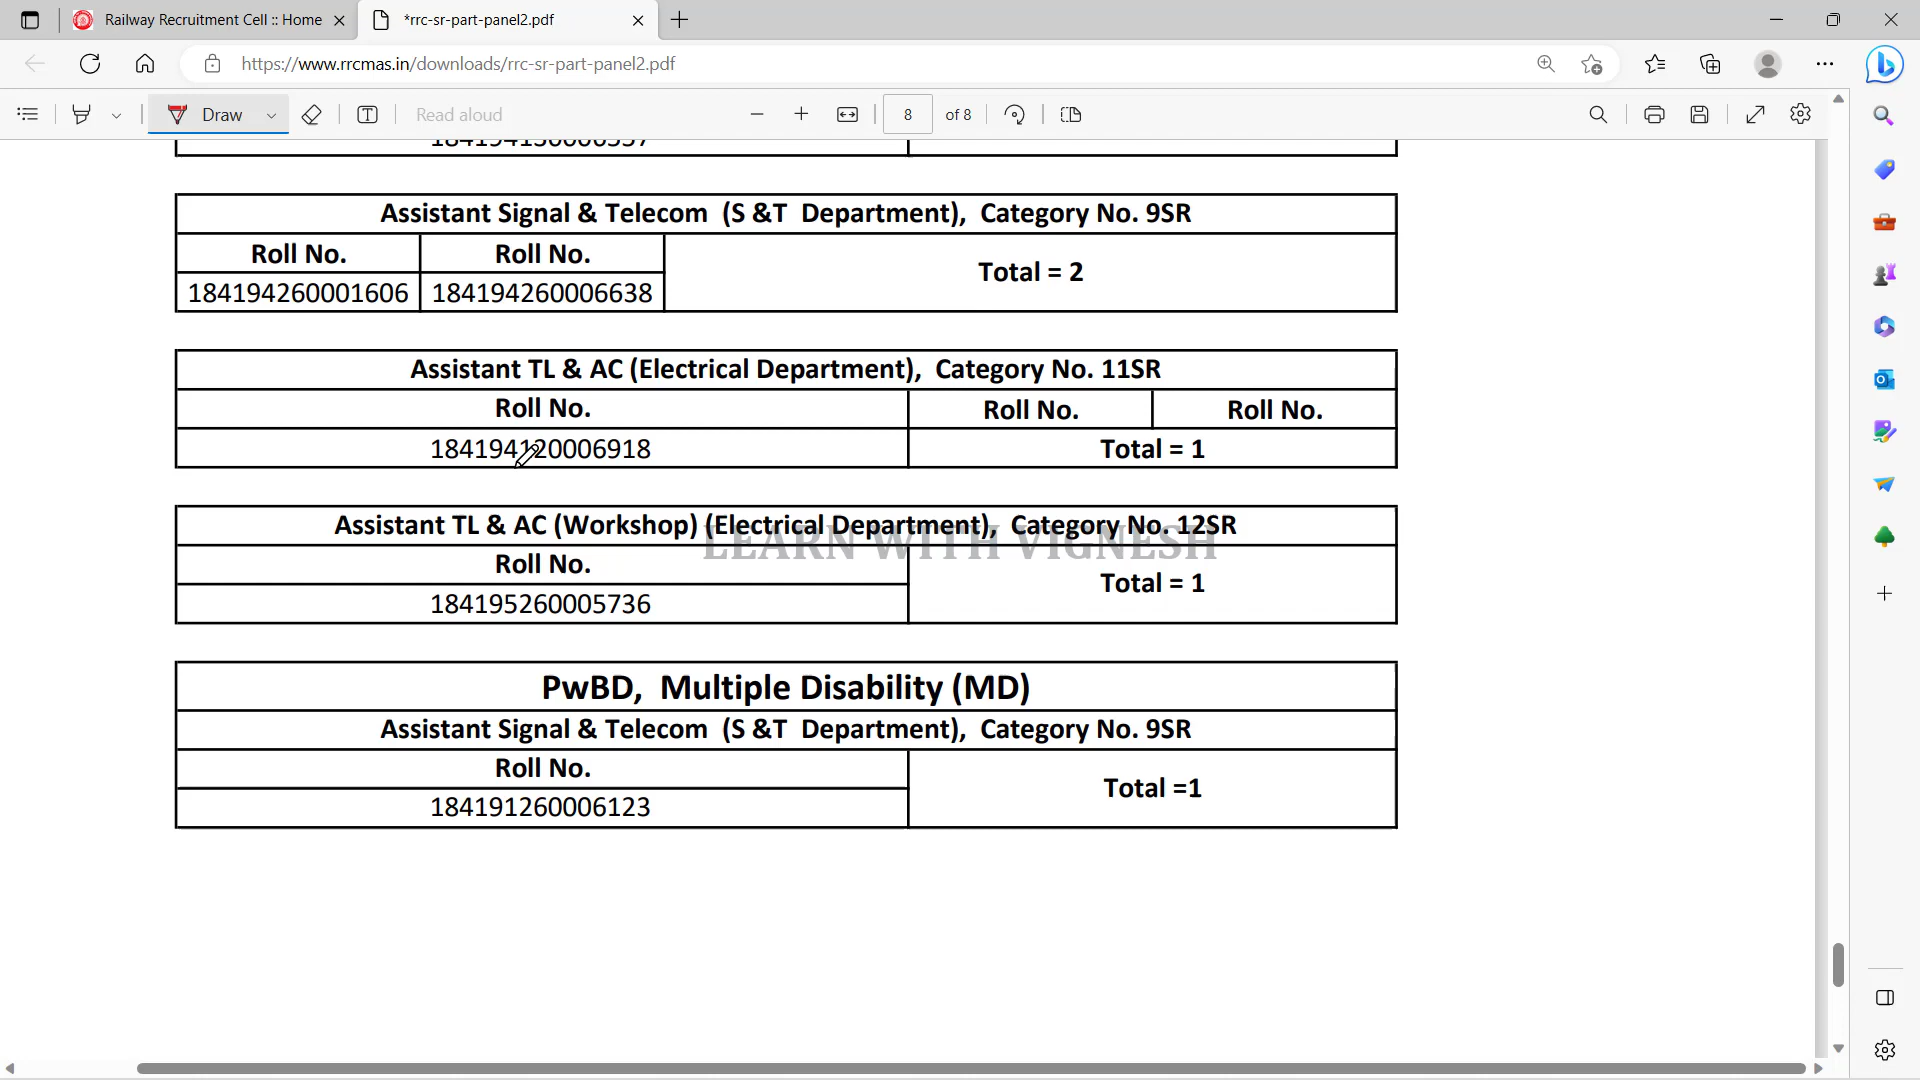 Railway Recruitment Cell :: Home
*rrc-sr-part-panel2.pdf
https://www.rrcmas.in/downloads/rrc-sr-part-panel2.pdf
Draw
Read aloud
8 of 8
Assistant Signal & Telecom (S &T Department), Category No. 9SR
Roll No. Roll No.
Total = 2
184194260001606 184194260006638
Assistant TL & AC (Electrical Department), Category No. 11SR
Roll No. Roll No. Roll No.
184194120006918 Total = 1
Assistant TL & AC (Workshop) (Electrical Department), Category No. 12SR
LEARN WITH VIGNESH
Roll No.
Total = 1
184195260005736
PwBD, Multiple Disability (MD)
Assistant Signal & Telecom (S &T Department), Category No. 9SR
Roll No.
Total =1
184191260006123